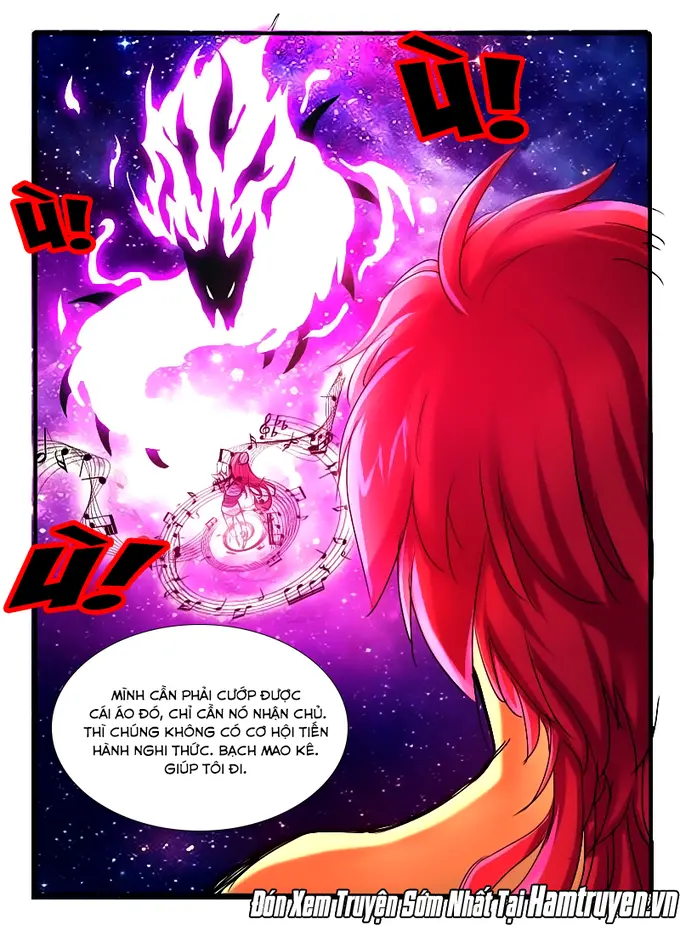 Ù!
Ù!
Ù!
MÌNH CẦN PHẢI CƯỚP ĐƯỢC
CÁI ÁO ĐÓ, CHỈ CẦN NÓ NHẬN CHỦ.
THÌ CHÚNG KHÔNG CÓ CƠ HỘI TIẾN
HÀNH NGHI THỨC. BẠCH MAO KÊ.
GIÚP TÔI ĐI.
Đón Xem Truyện Sớm Nhất Tại Hamtruyen.vn